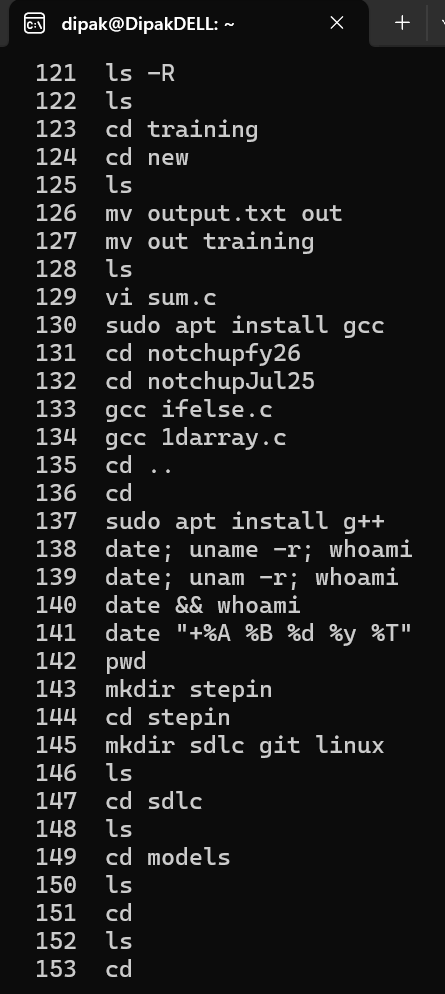 dipak@DipakDELL: ~
121 ls -R
122 ls
123 cd training
124 cd new
125 ls
126 mv output.txt out
127 mv out training
128 ls
129 vi sum.c
130 sudo apt install gcc
131 cd notchupfy26
132 cd notchupJul25
133 gcc ifelse.c
134 gcc 1darray.c
135 cd ..
136 cd
137 sudo apt install g++
138 date; uname -r; whoami
139 date; unam -r; whoami
140 date && whoami
141 date "+%A %B %d %y %T"
142 pwd
143 mkdir stepin
144 cd stepin
145 mkdir sdlc git linux
146 ls
147 cd sdlc
148 ls
149 cd models
150 ls
151 cd
152 ls
153 cd